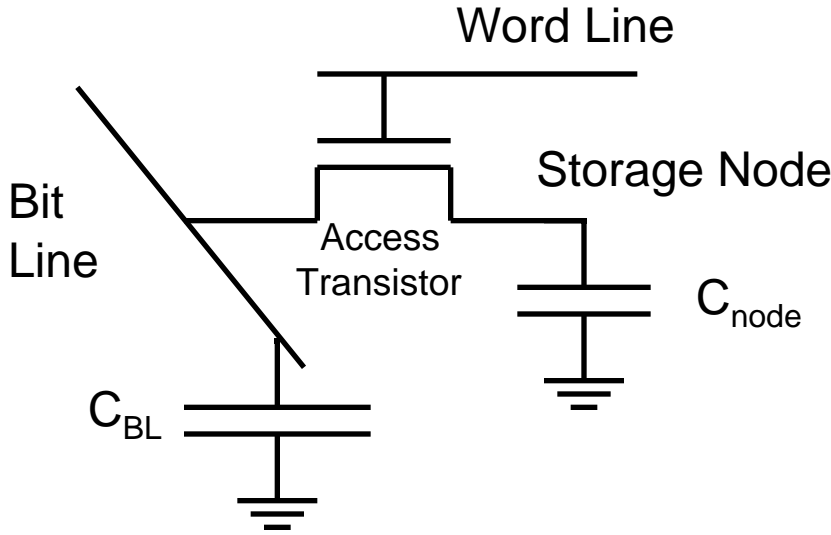 Word Line
Storage Node
Bit
Line
Access
Transistor
C_node
C_BL